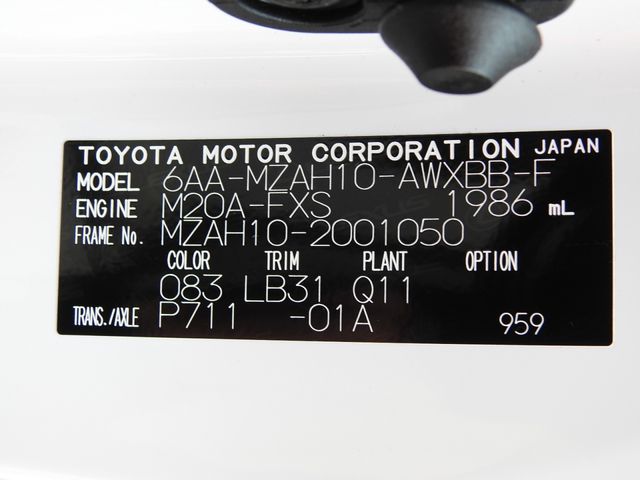 TOYOTA MOTOR CORPORATION JAPAN
MODEL 6AA-MZAH10-AWXBB-F
ENGINE M20A-FXS 1986 mL
FRAME No. MZAH10-2001050
COLOR TRIM PLANT OPTION
083 LB31 Q11
TRANS./AXLE P711 -01A 959